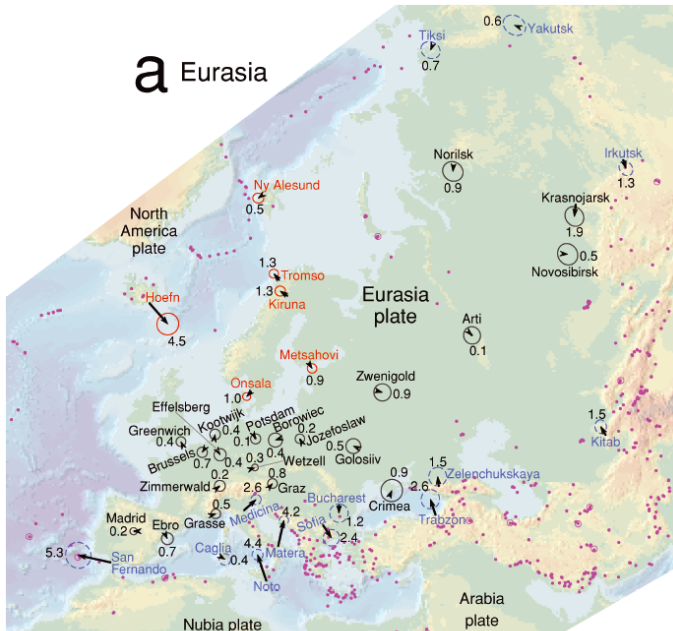 a Eurasia
0.6
Yakutsk
Tiksi
0.7
Norilsk
0.9
Irkutsk
1.3
Krasnojarsk
1.9
0.5
Novosibirsk
Ny Alesund
0.5
North
America
plate
1.3
Tromso
1.3
Kiruna
Hoefn
4.5
Eurasia
plate
Arti
0.1
Metsahovi
0.9
Zwenigold
0.9
Onsala
1.0
Effelsberg
Kootwijk
0.4
Potsdam
0.1
Borowiec
0.4
0.2
Jozefoslaw
Greenwich
0.4
Brussels
0.7
0.4
0.3
Wettzell
0.5
Golosiiv
1.5
Kitab
0.2
Zimmerwald
2.6
0.8
Graz
0.9
Crimea
1.5
Zelenchukskaya
2.6
Trabzon
0.5
Grasse
Medicina
4.2
Matera
Bucharest
1.2
Sofia
2.4
Madrid
0.2
Ebro
0.7
Caglia
0.4
4.4
Noto
5.3
San
Fernando
Nubia plate
Arabia
plate